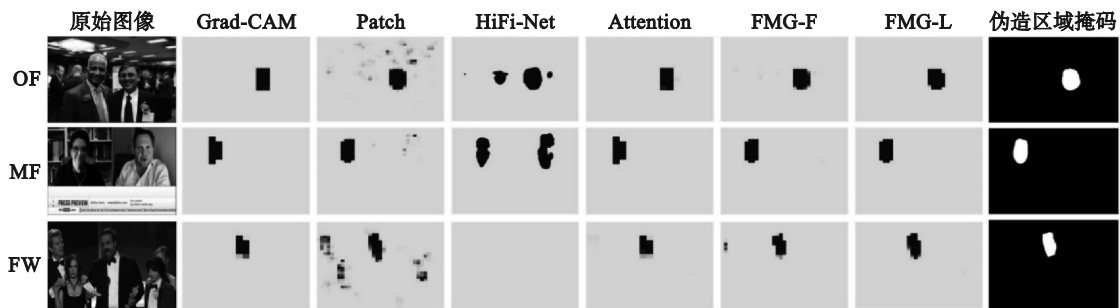 原始图像 Grad-CAM Patch HiFi-Net Attention FMG-F FMG-L 伪造区域掩码
OF
MF
PRESS PREVIEW
FW